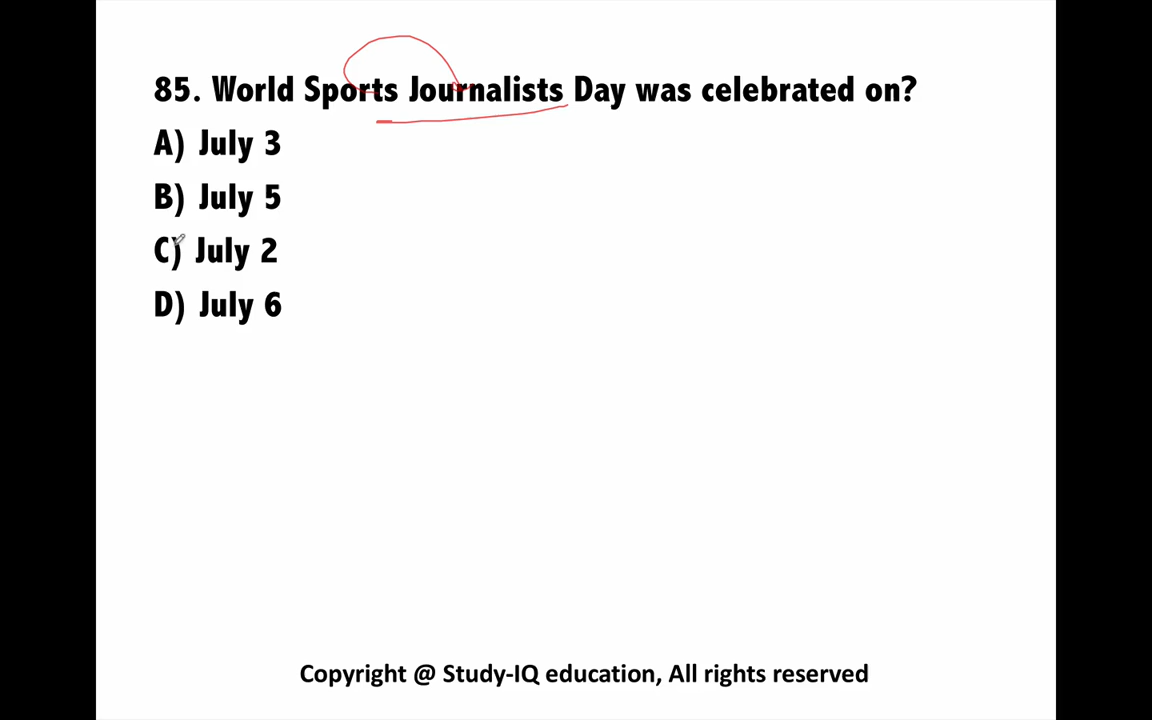 85. World Sports Journalists Day was celebrated on?
A) July 3
B) July 5
C) July 2
D) July 6
Copyright @ Study-IQ education, All rights reserved